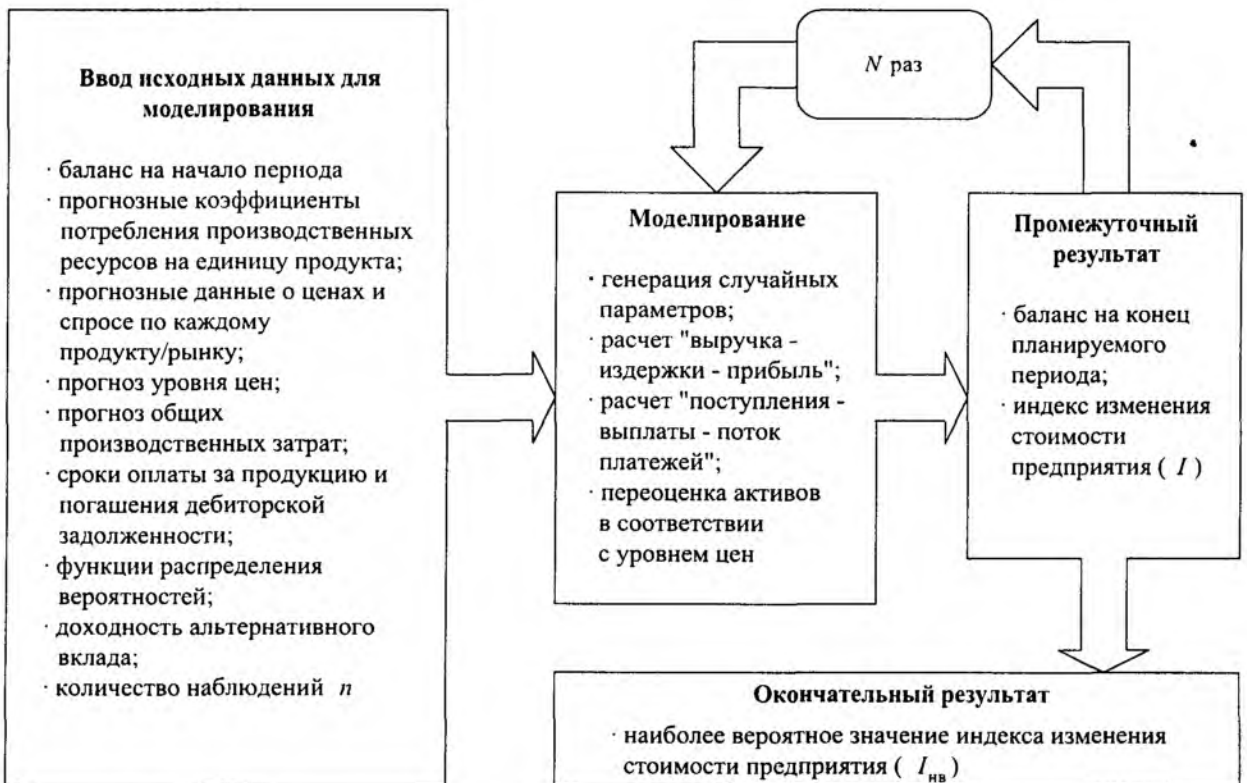 Ввод исходных данных для
моделирования
· баланс на начало периода
· прогнозные коэффициенты
потребления производственных
ресурсов на единицу продукта;
· прогнозные данные о ценах и
спросе по каждому
продукту/рынку;
· прогноз уровня цен;
· прогноз общих
производственных затрат;
· сроки оплаты за продукцию и
погашения дебиторской
задолженности;
· функции распределения
вероятностей;
· доходность альтернативного
вклада;
· количество наблюдений n
N раз
Моделирование
· генерация случайных
параметров;
· расчет "выручка -
издержки - прибыль";
· расчет "поступления -
выплаты - поток
платежей";
· переоценка активов
в соответствии
с уровнем цен
Промежуточный
результат
· баланс на конец
планируемого
периода;
· индекс изменения
стоимости
предприятия ( I )
Окончательный результат
· наиболее вероятное значение индекса изменения
стоимости предприятия ( Iнв )